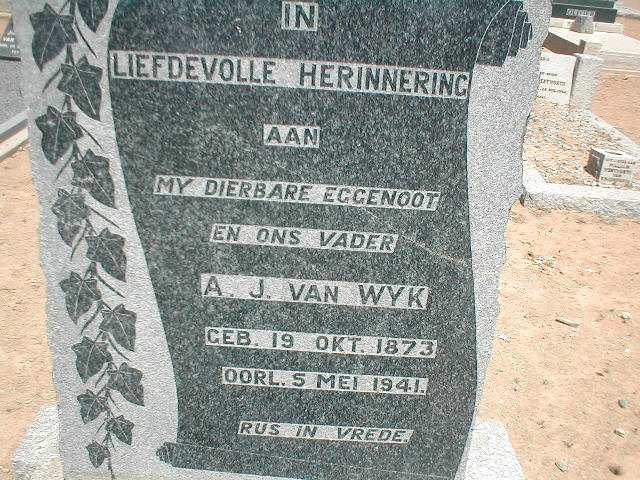 IN
LIEFDEVOLLE HERINNERING
AAN
MY DIERBARE EGGENOOT
EN ONS VADER
A. J. VAN WYK
GEB. 19 OKT. 1873
OORL. 5 MEI 1941.
RUS IN VREDE.